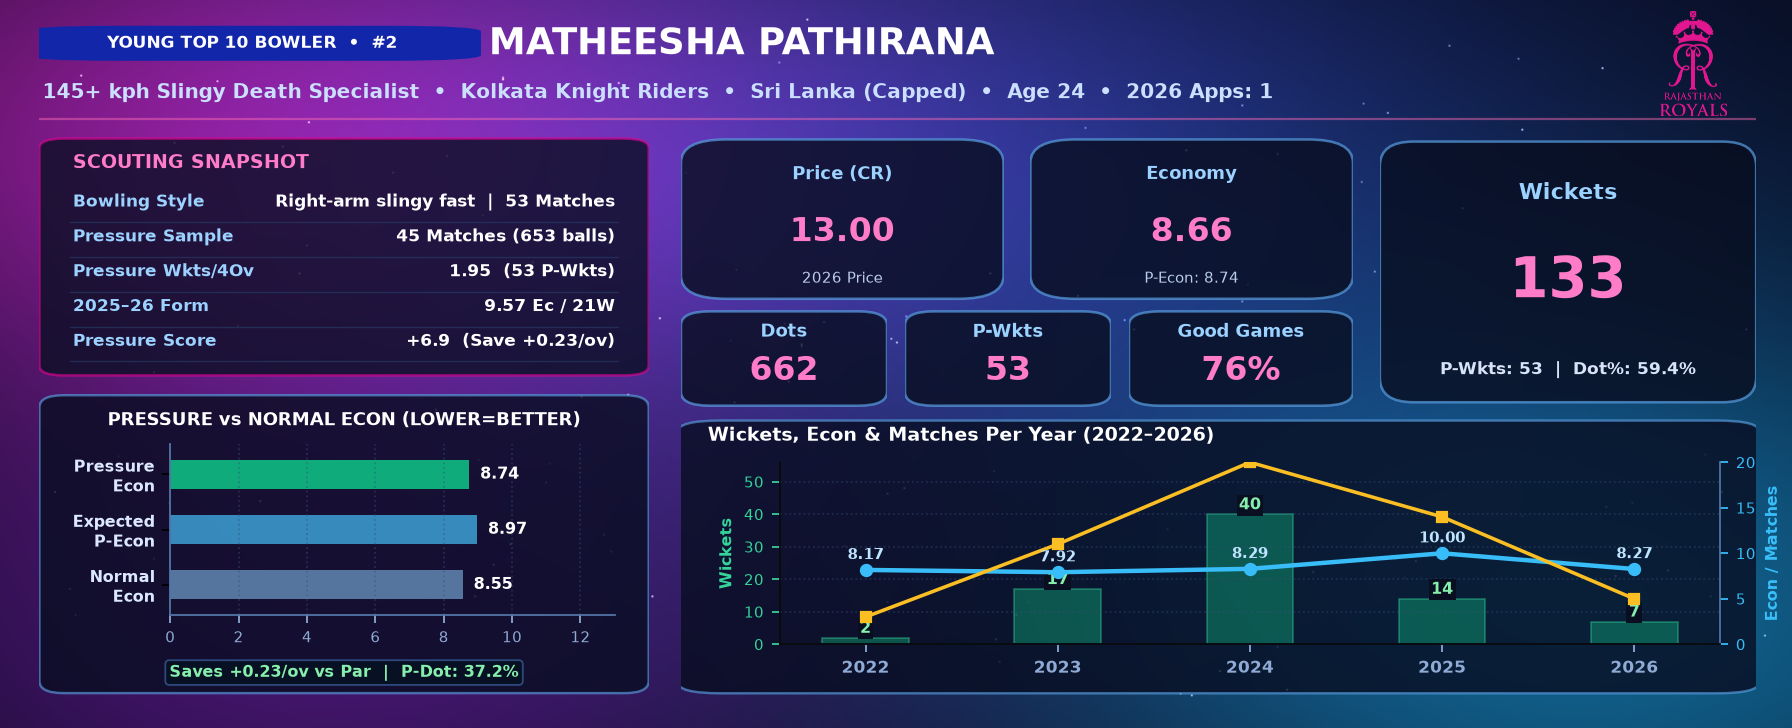 YOUNG TOP 10 BOWLER • #2
MATHEESHA PATHIRANA
145+ kph Slingy Death Specialist • Kolkata Knight Riders • Sri Lanka (Capped) • Age 24 • 2026 Apps: 1
RAJASTHAN
ROYALS
SCOUTING SNAPSHOT
Bowling Style Right-arm slingy fast | 53 Matches
Pressure Sample 45 Matches (653 balls)
Pressure Wkts/4Ov 1.95 (53 P-Wkts)
2025–26 Form 9.57 Ec / 21W
Pressure Score +6.9 (Save +0.23/ov)
Price (CR)
13.00
2026 Price
Economy
8.66
P-Econ: 8.74
Wickets
133
P-Wkts: 53 | Dot%: 59.4%
Dots
662
P-Wkts
53
Good Games
76%
PRESSURE vs NORMAL ECON (LOWER=BETTER)
Pressure
Econ
8.74
Expected
P-Econ
8.97
Normal
Econ
8.55
0 2 4 6 8 10 12
Saves +0.23/ov vs Par | P-Dot: 37.2%
Wickets, Econ & Matches Per Year (2022–2026)
Wickets
50
40
30
20
10
0
8.17
7.92
8.29
10.00
8.27
2
17
40
14
7
2022 2023 2024 2025 2026
20
15
10
5
0
Econ / Matches